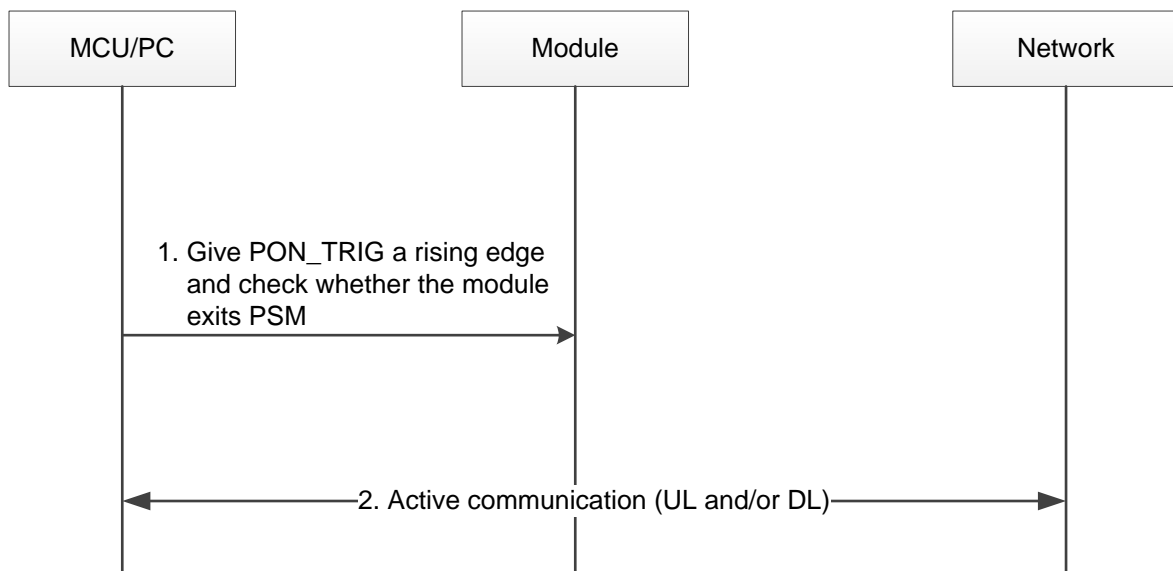 MCU/PC
Module
Network
1. Give PON_TRIG a rising edge
and check whether the module
exits PSM
2. Active communication (UL and/or DL)